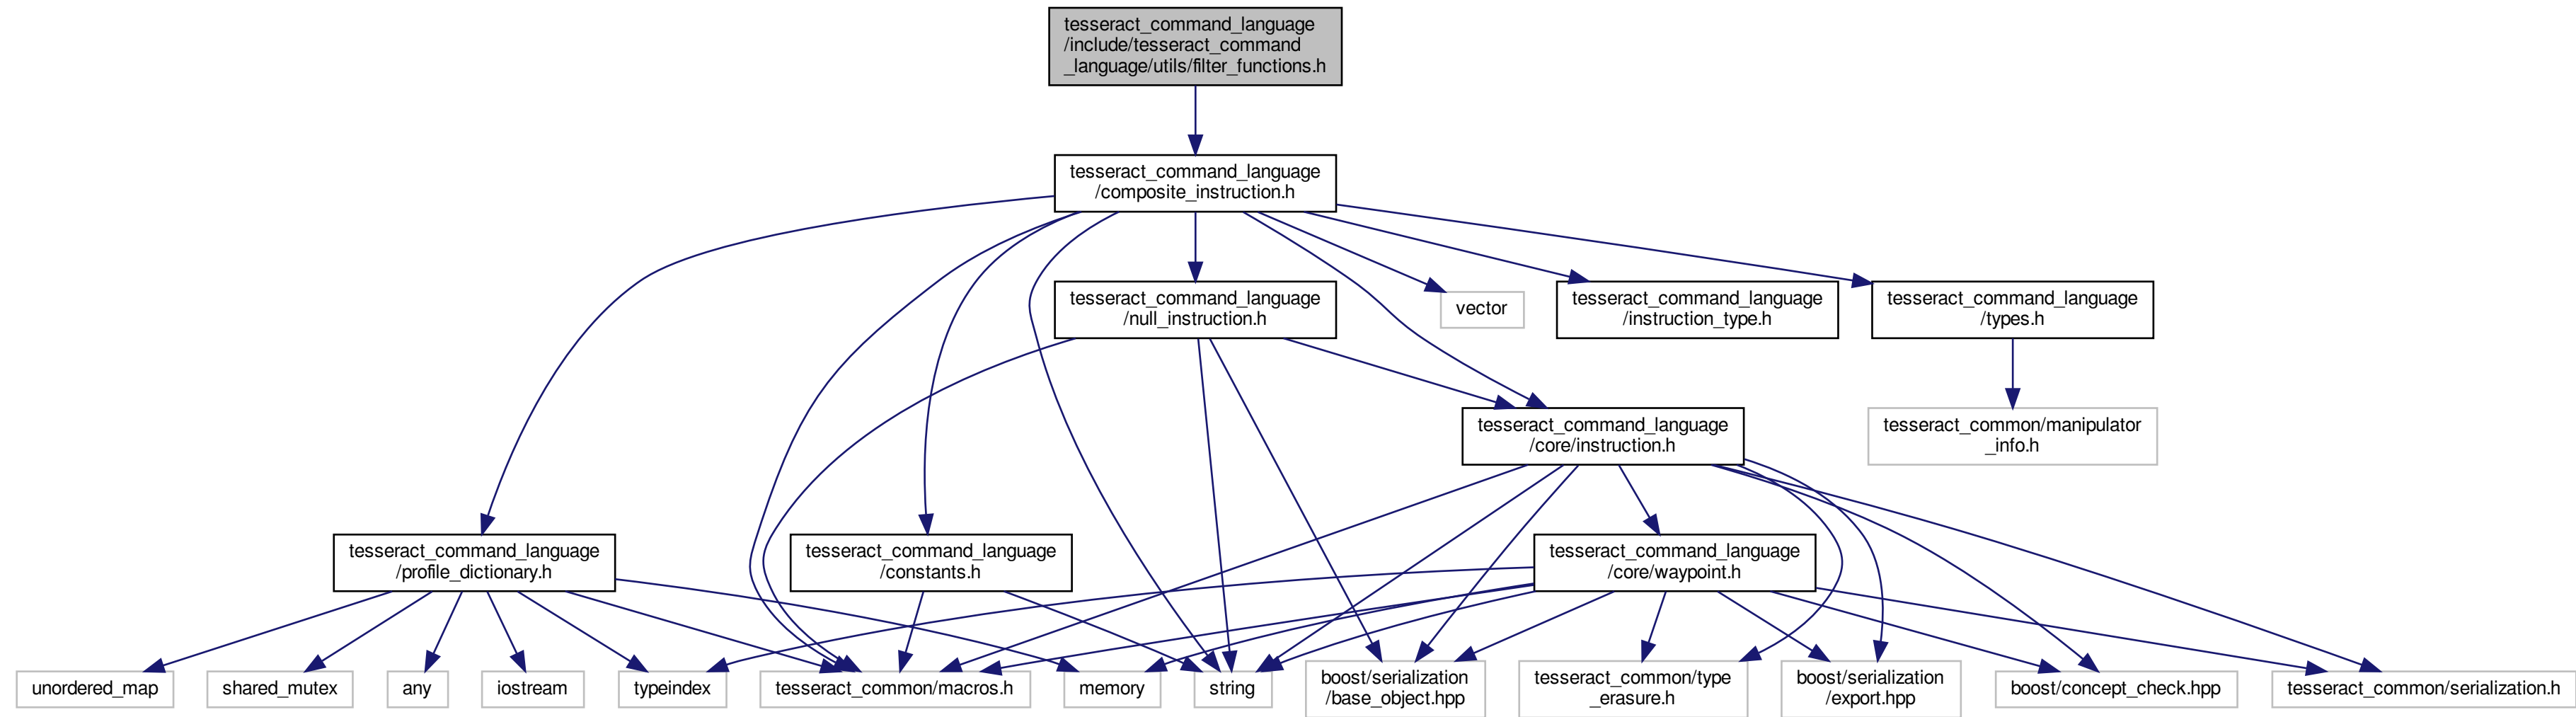 tesseract_command_language
/include/tesseract_command
_language/utils/filter_functions.h
tesseract_command_language
/composite_instruction.h
tesseract_command_language
/null_instruction.h
vector
tesseract_command_language
/instruction_type.h
tesseract_command_language
/types.h
tesseract_command_language
/core/instruction.h
tesseract_common/manipulator
_info.h
tesseract_command_language
/profile_dictionary.h
tesseract_command_language
/constants.h
tesseract_command_language
/core/waypoint.h
unordered_map
shared_mutex
any
iostream
typeindex
tesseract_common/macros.h
memory
string
boost/serialization
/base_object.hpp
tesseract_common/type
_erasure.h
boost/serialization
/export.hpp
boost/concept_check.hpp
tesseract_common/serialization.h